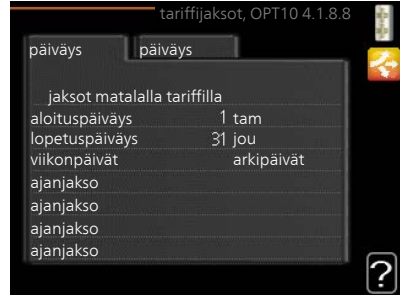 tariffijaksot, OPT10 4.1.8.8
päiväys päiväys
jaksot matalalla tariffilla
aloituspäiväys 1 tam
lopetuspäiväys 31 jou
viikonpäivät arkipäivät
ajanjakso
ajanjakso
ajanjakso
ajanjakso
?